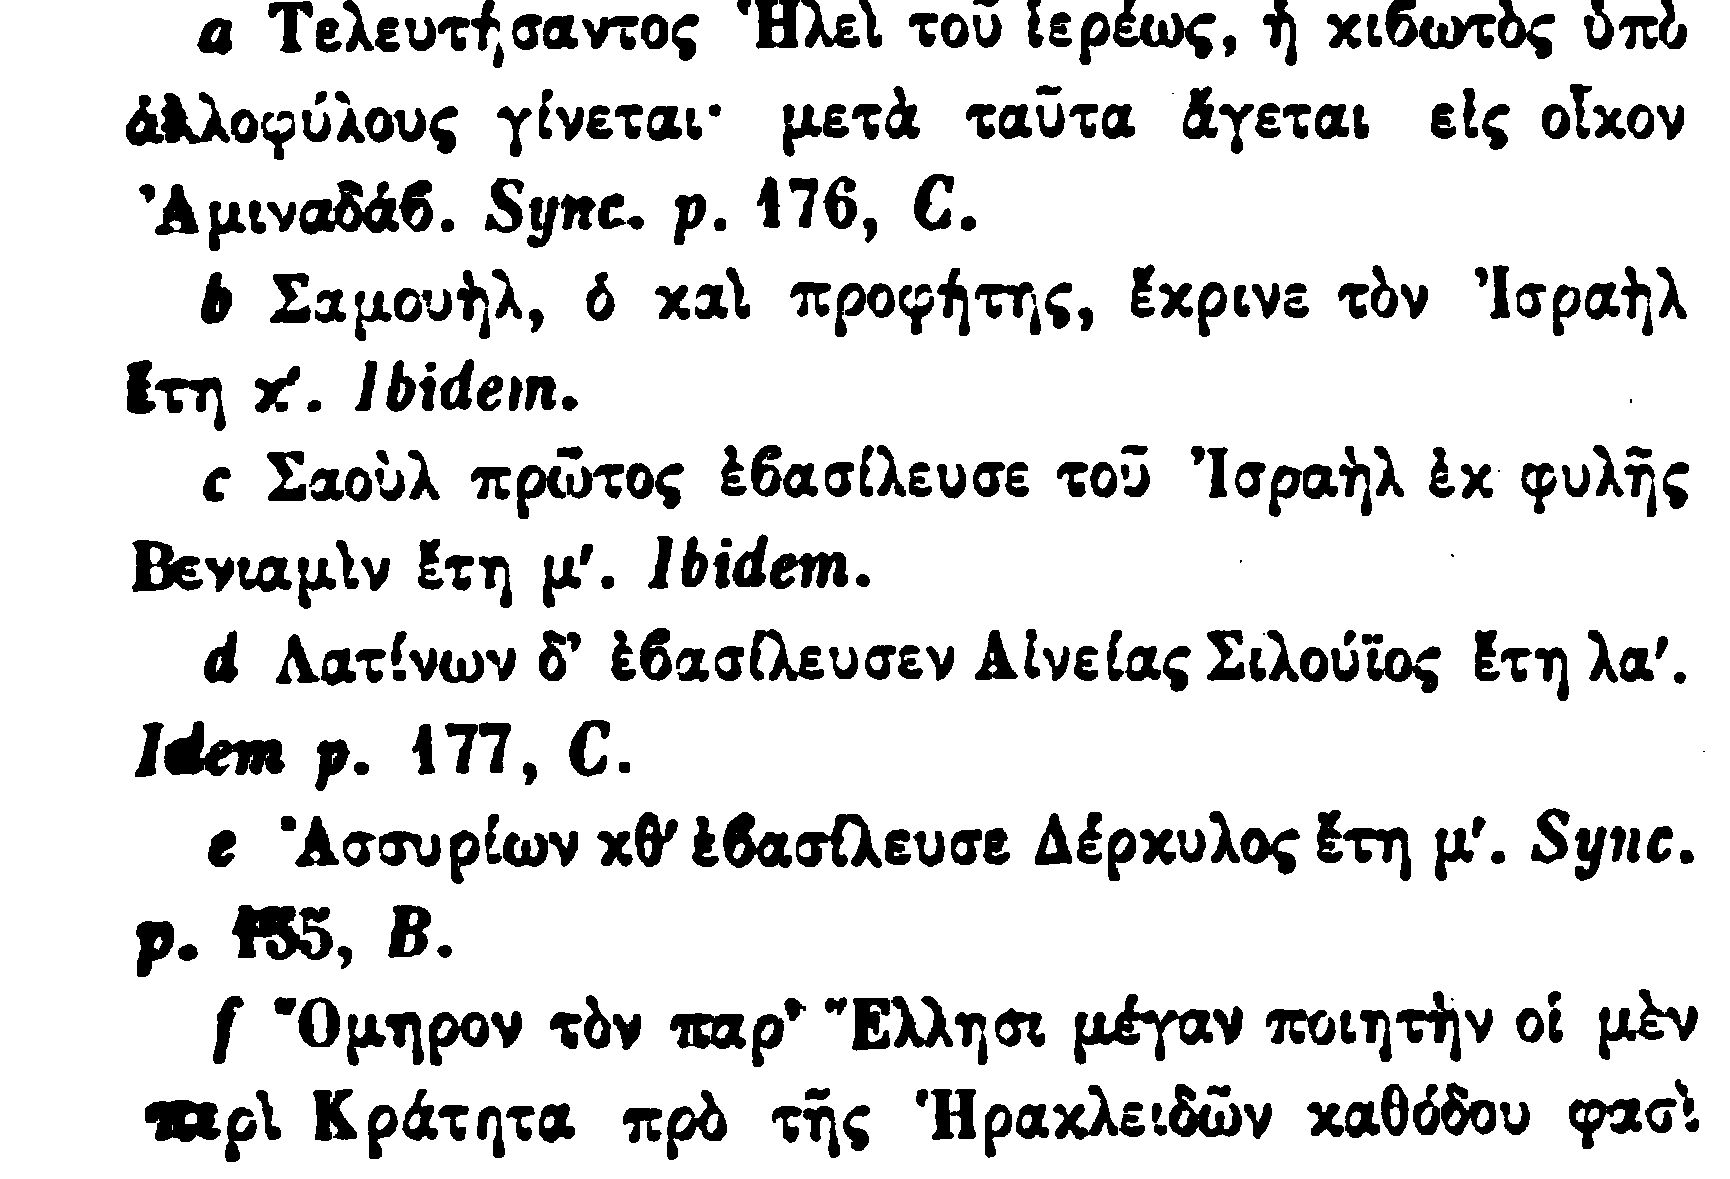 a Τελευτήσαντος Ἡλεὶ τοῦ ἱερέως, ἡ κιβωτὸς ὑπὸ
ἀλλοφύλους γίνεται· μετὰ ταῦτα ἄγεται εἰς οἶκον
Ἀμιναδάβ. Sync. p. 176, C.
b Σαμουὴλ, ὁ καὶ προφήτης, ἔκρινε τὸν Ἰσραὴλ
ἔτη κ′. Ibidem.
c Σαοὺλ πρῶτος ἐβασίλευσε τοῦ Ἰσραὴλ ἐκ φυλῆς
Βενιαμὶν ἔτη μ′. Ibidem.
d Λατίνων δ’ ἐβασίλευσεν Αἰνείας Σιλούϊος ἔτη λα′.
Idem p. 177, C.
e Ἀσσυρίων κθ′ ἐβασίλευσε Δέρκυλος ἔτη μ′. Sync.
p. 155, B.
f Ὅμηρον τὸν παρ’ Ἕλλησι μέγαν ποιητὴν οἱ μὲν
περὶ Κράτητα πρὸ τῆς Ἡρακλειδῶν καθόδου φασὶ